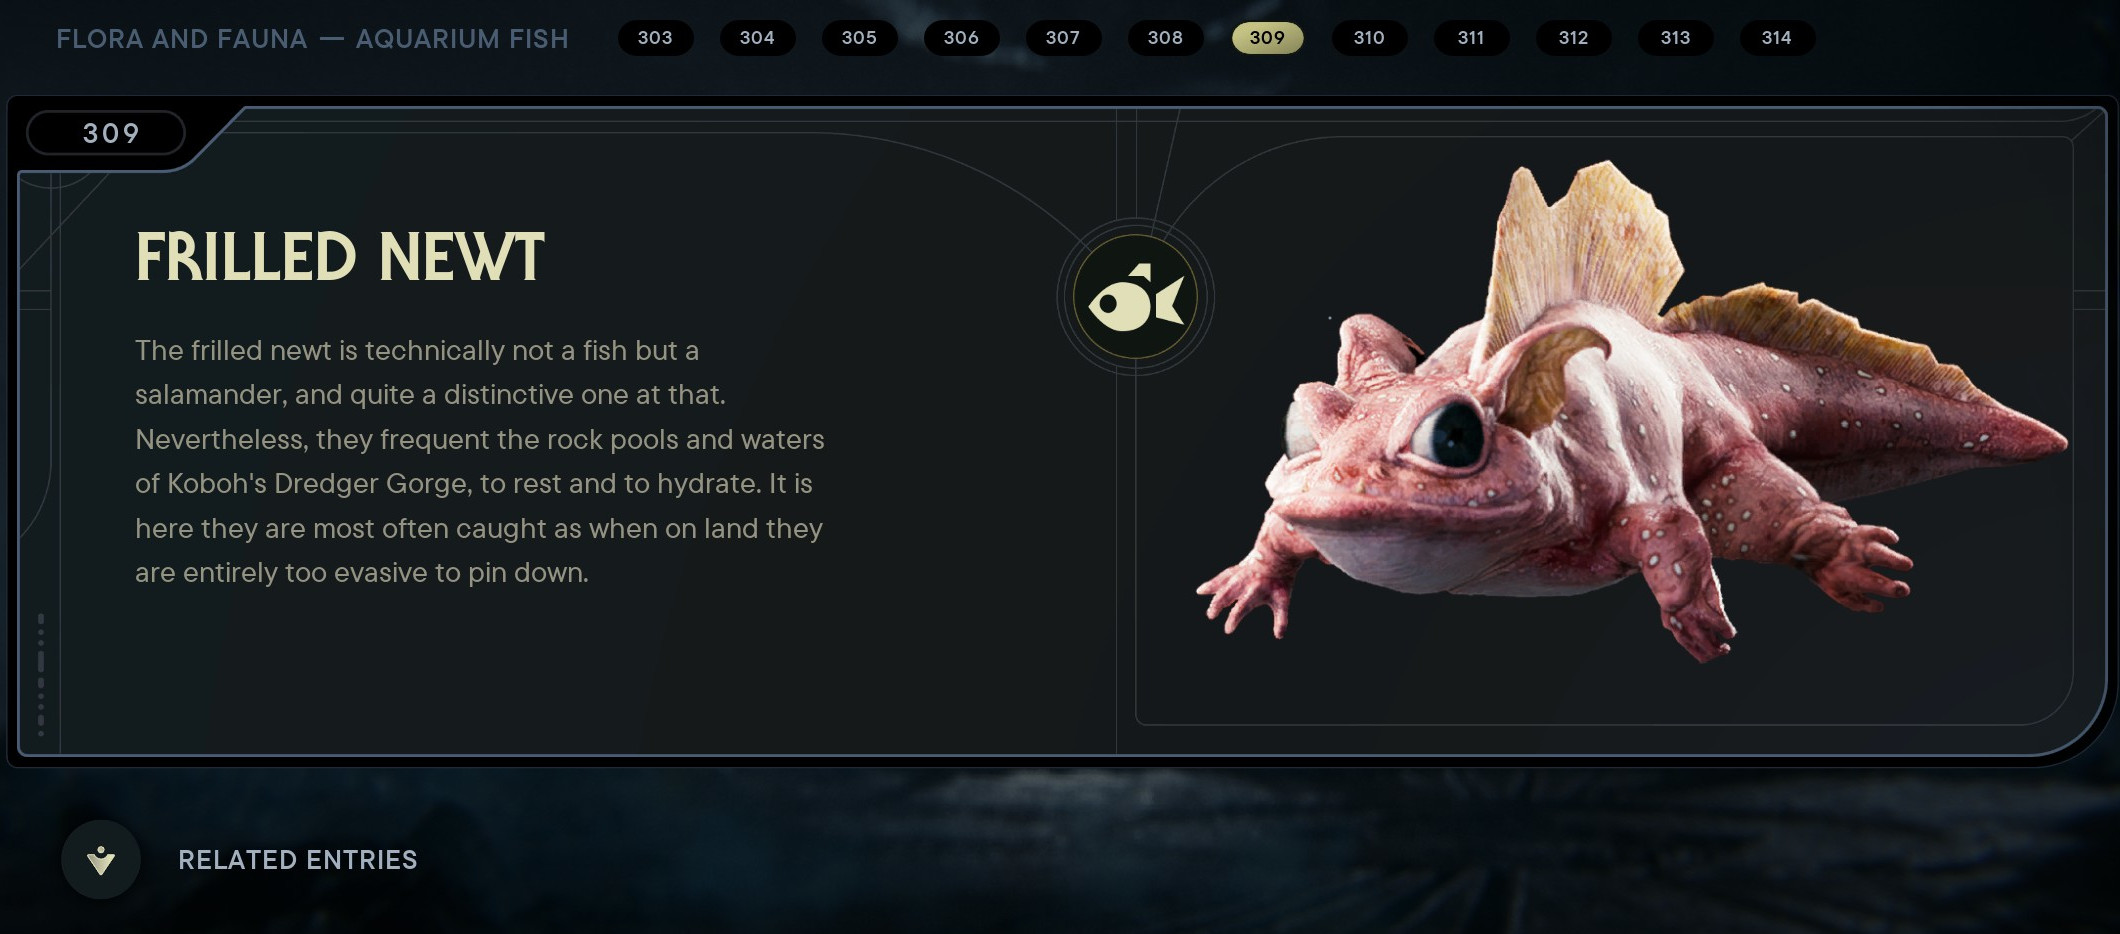 FLORA AND FAUNA — AQUARIUM FISH 303 304 305 306 307 308 309 310 311 312 313 314
309
FRILLED NEWT
The frilled newt is technically not a fish but a
salamander, and quite a distinctive one at that.
Nevertheless, they frequent the rock pools and waters
of Koboh's Dredger Gorge, to rest and to hydrate. It is
here they are most often caught as when on land they
are entirely too evasive to pin down.
RELATED ENTRIES